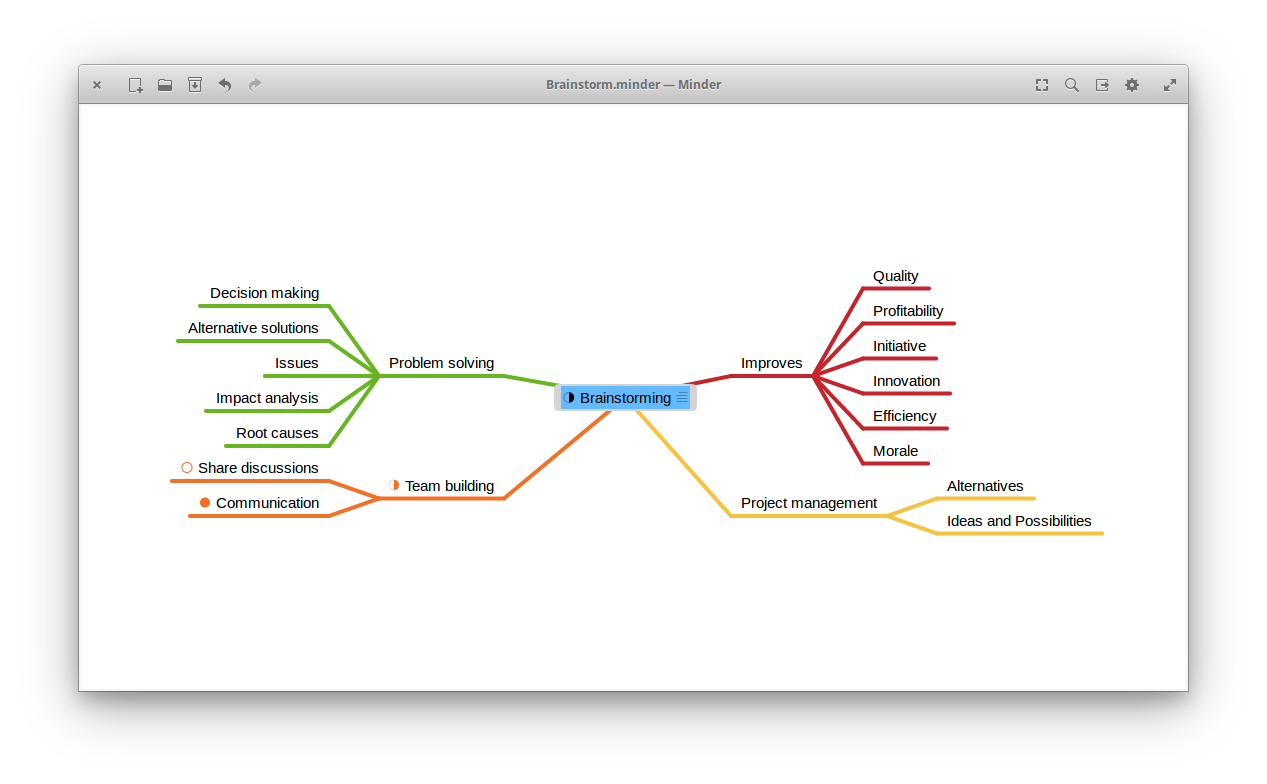 Brainstorm.minder — Minder
Decision making
Alternative solutions
Issues
Impact analysis
Root causes
Problem solving
Share discussions
Communication
Team building
Brainstorming
Improves
Quality
Profitability
Initiative
Innovation
Efficiency
Morale
Project management
Alternatives
Ideas and Possibilities